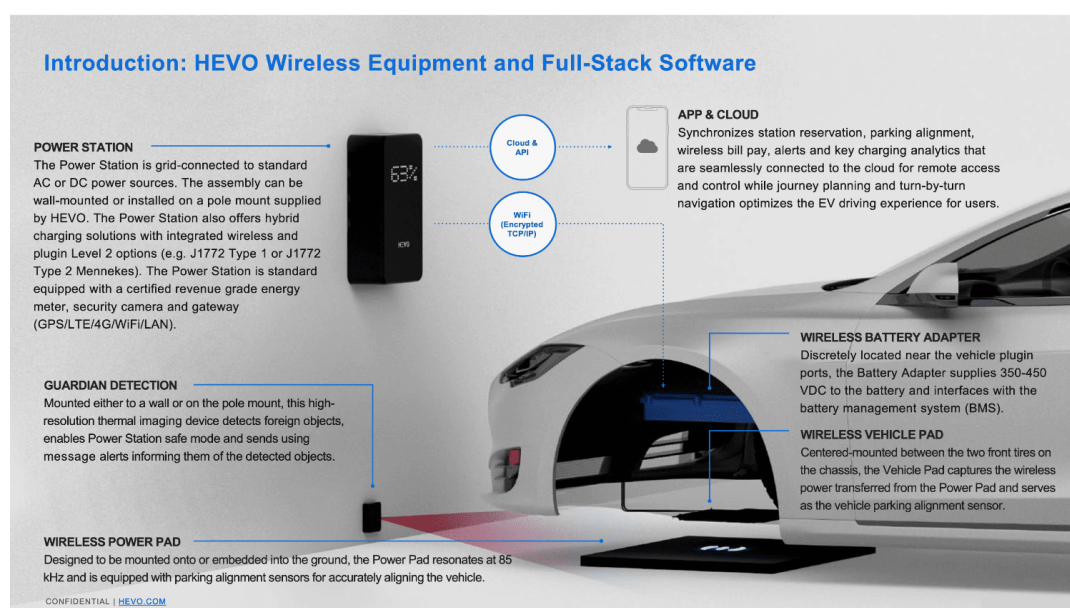 Introduction: HEVO Wireless Equipment and Full-Stack Software
POWER STATION
The Power Station is grid-connected to standard
AC or DC power sources. The assembly can be
wall-mounted or installed on a pole mount supplied
by HEVO. The Power Station also offers hybrid
charging solutions with integrated wireless and
plugin Level 2 options (e.g. J1772 Type 1 or J1772
Type 2 Mennekes). The Power Station is standard
equipped with a certified revenue grade energy
meter, security camera and gateway
(GPS/LTE/4G/WiFi/LAN).
63%
HEVO
Cloud &
API
WiFi
(Encrypted
TCP/IP)
APP & CLOUD
Synchronizes station reservation, parking alignment,
wireless bill pay, alerts and key charging analytics that
are seamlessly connected to the cloud for remote access
and control while journey planning and turn-by-turn
navigation optimizes the EV driving experience for users.
WIRELESS BATTERY ADAPTER
Discretely located near the vehicle plugin
ports, the Battery Adapter supplies 350-450
VDC to the battery and interfaces with the
battery management system (BMS).
WIRELESS VEHICLE PAD
Centered-mounted between the two front tires on
the chassis, the Vehicle Pad captures the wireless
power transferred from the Power Pad and serves
as the vehicle parking alignment sensor.
GUARDIAN DETECTION
Mounted either to a wall or on the pole mount, this high-
resolution thermal imaging device detects foreign objects,
enables Power Station safe mode and sends using
message alerts informing them of the detected objects.
WIRELESS POWER PAD
Designed to be mounted onto or embedded into the ground, the Power Pad resonates at 85
kHz and is equipped with parking alignment sensors for accurately aligning the vehicle.
CONFIDENTIAL | HEVO.COM